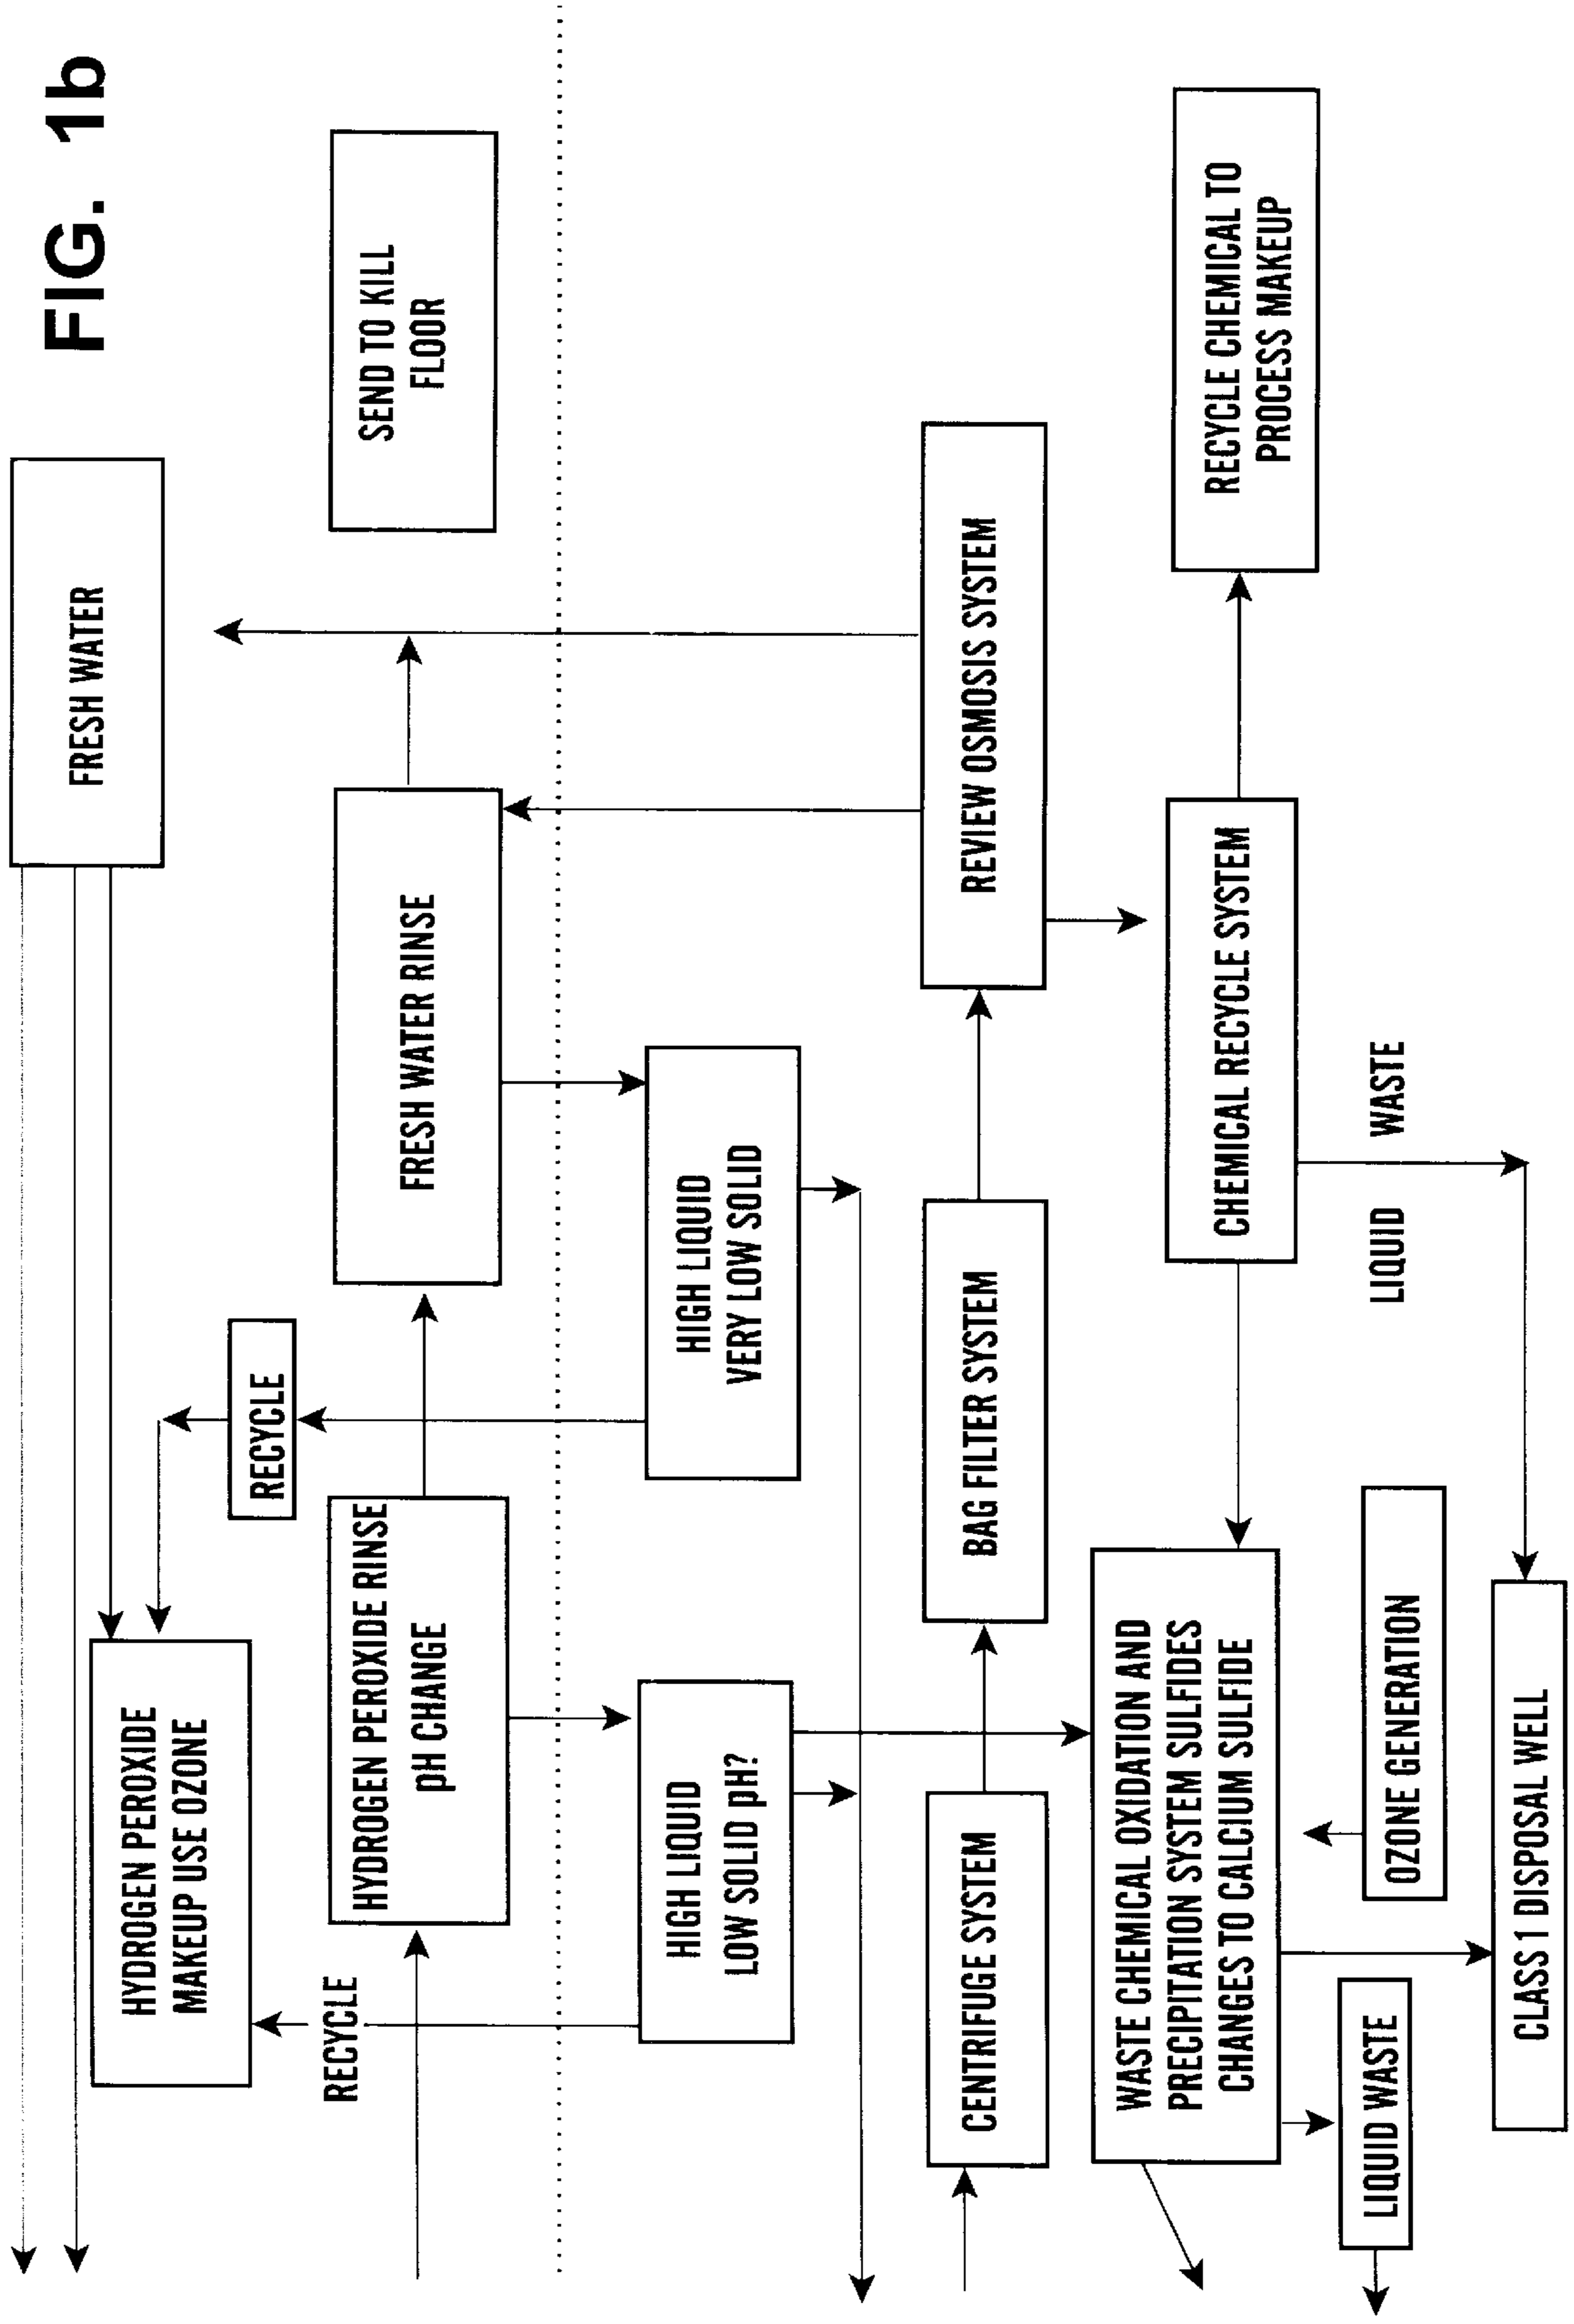 FIG. 1b
FRESH WATER
HYDROGEN PEROXIDE
MAKEUP USE OZONE
RECYCLE
RECYCLE
HYDROGEN PEROXIDE RINSE
pH CHANGE
FRESH WATER RINSE
SEND TO KILL
FLOOR
HIGH LIQUID
LOW SOLID pH?
HIGH LIQUID
VERY LOW SOLID
CENTRIFUGE SYSTEM
BAG FILTER SYSTEM
REVIEW OSMOSIS SYSTEM
WASTE CHEMICAL OXIDATION AND
PRECIPITATION SYSTEM SULFIDES
CHANGES TO CALCIUM SULFIDE
CHEMICAL RECYCLE SYSTEM
RECYCLE CHEMICAL TO
PROCESS MAKEUP
LIQUID WASTE
OZONE GENERATION
LIQUID WASTE
CLASS 1 DISPOSAL WELL